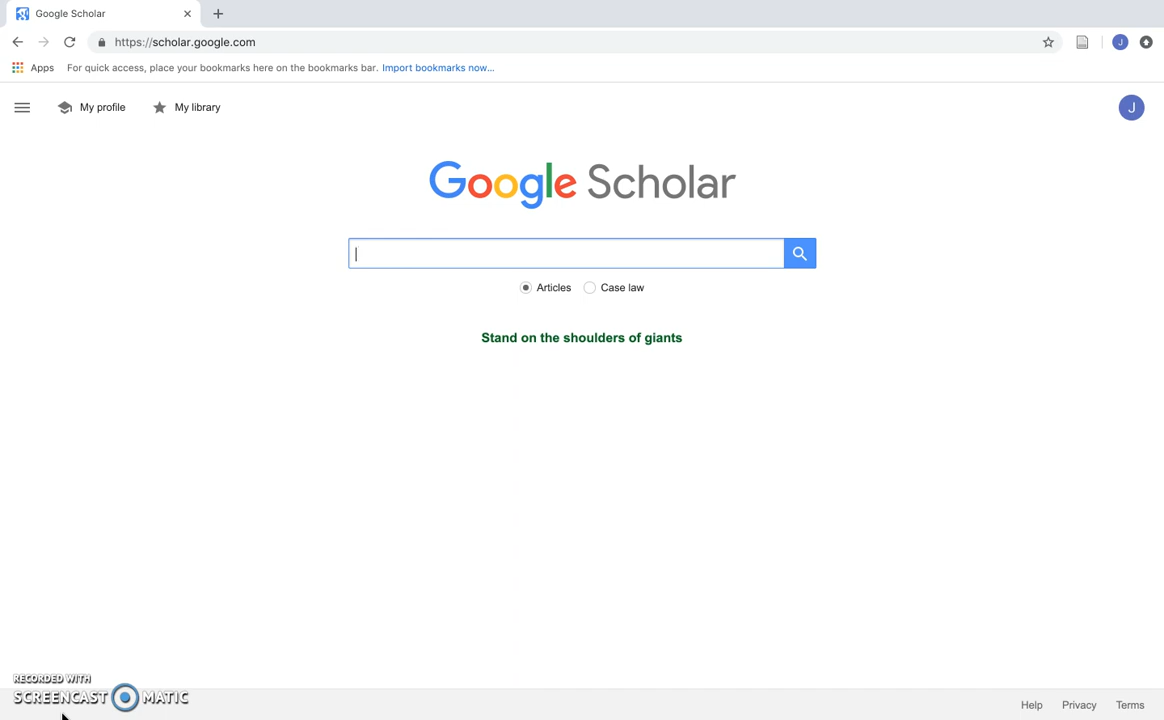 Google Scholar
https://scholar.google.com
J
Apps For quick access, place your bookmarks here on the bookmarks bar. Import bookmarks now...
My profile My library J
Google Scholar
Articles Case law
Stand on the shoulders of giants
RECORDED WITH
SCREENCAST MATIC
Help Privacy Terms